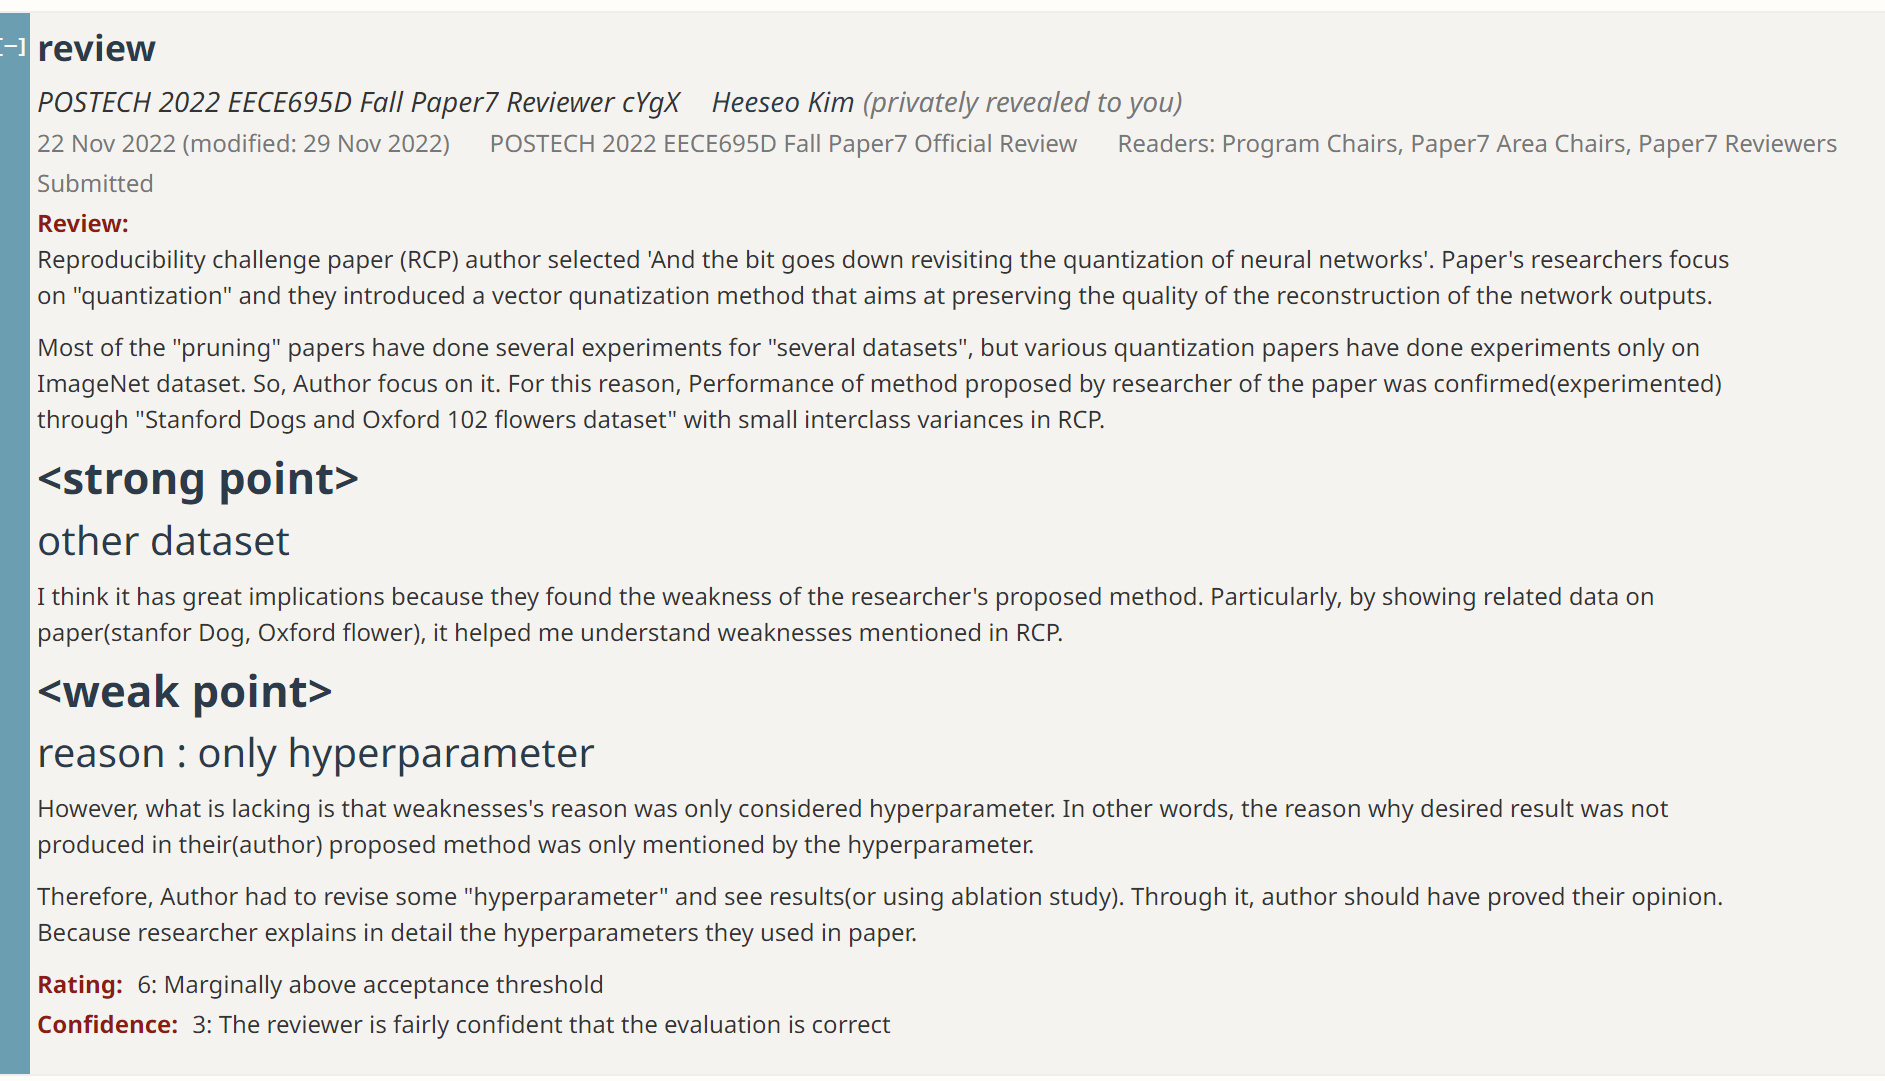 [−] review
POSTECH 2022 EECE695D Fall Paper7 Reviewer cYgX Heeseo Kim (privately revealed to you)
22 Nov 2022 (modified: 29 Nov 2022) POSTECH 2022 EECE695D Fall Paper7 Official Review Readers: Program Chairs, Paper7 Area Chairs, Paper7 Reviewers
Submitted
Review:
Reproducibility challenge paper (RCP) author selected 'And the bit goes down revisiting the quantization of neural networks'. Paper's researchers focus
on "quantization" and they introduced a vector qunatization method that aims at preserving the quality of the reconstruction of the network outputs.
Most of the "pruning" papers have done several experiments for "several datasets", but various quantization papers have done experiments only on
ImageNet dataset. So, Author focus on it. For this reason, Performance of method proposed by researcher of the paper was confirmed(experimented)
through "Stanford Dogs and Oxford 102 flowers dataset" with small interclass variances in RCP.
<strong point>
other dataset
I think it has great implications because they found the weakness of the researcher's proposed method. Particularly, by showing related data on
paper(stanfor Dog, Oxford flower), it helped me understand weaknesses mentioned in RCP.
<weak point>
reason : only hyperparameter
However, what is lacking is that weaknesses's reason was only considered hyperparameter. In other words, the reason why desired result was not
produced in their(author) proposed method was only mentioned by the hyperparameter.
Therefore, Author had to revise some "hyperparameter" and see results(or using ablation study). Through it, author should have proved their opinion.
Because researcher explains in detail the hyperparameters they used in paper.
Rating: 6: Marginally above acceptance threshold
Confidence: 3: The reviewer is fairly confident that the evaluation is correct